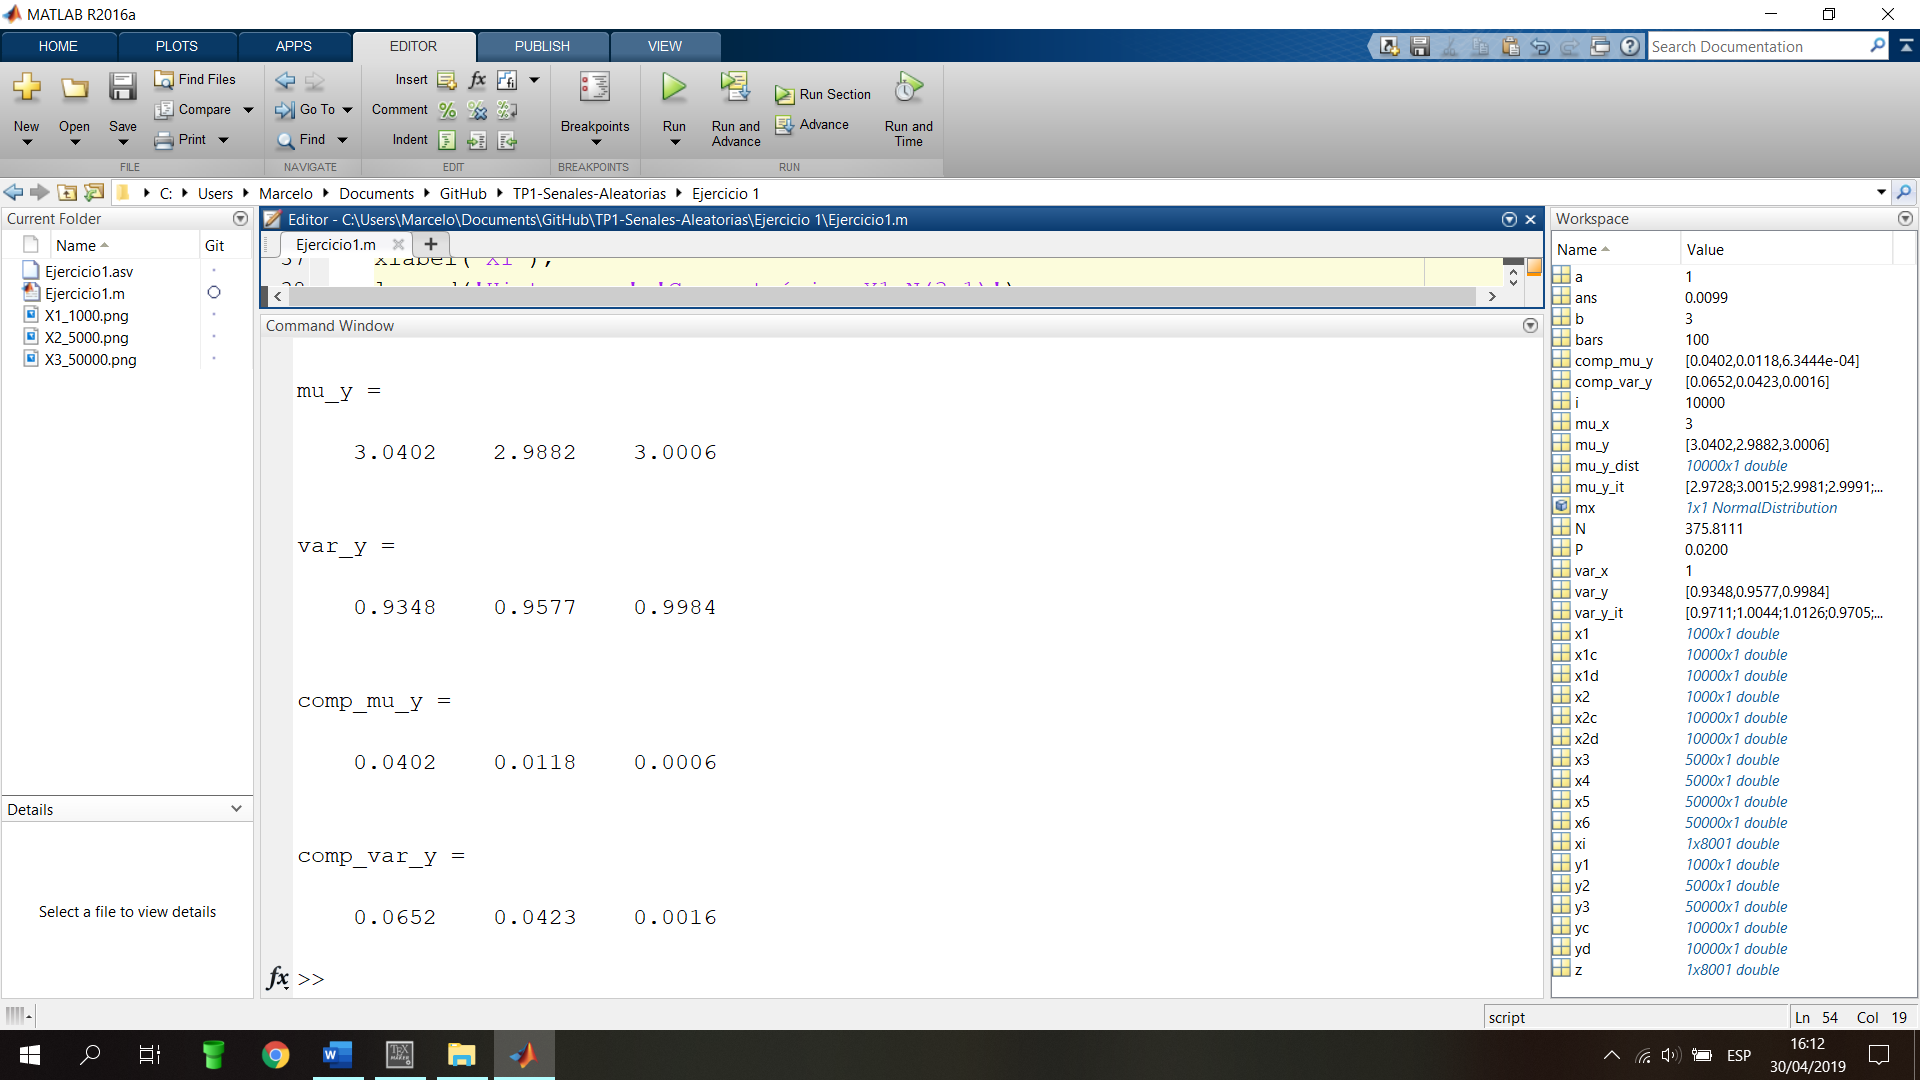 MATLAB R2016a
HOME PLOTS APPS EDITOR PUBLISH VIEW
Search Documentation
New Open Save
Find Files
Compare
Print
FILE
Go To
Find
NAVIGATE
Insert fx
Comment
Indent
EDIT
Breakpoints
BREAKPOINTS
Run
Run and Advance
Run Section
Advance
Run and Time
RUN
C: Users Marcelo Documents GitHub TP1-Senales-Aleatorias Ejercicio 1
Current Folder
Name Git
Ejercicio1.asv
Ejercicio1.m
X1_1000.png
X2_5000.png
X3_50000.png
Details
Select a file to view details
Editor - C:\Users\Marcelo\Documents\GitHub\TP1-Senales-Aleatorias\Ejercicio 1\Ejercicio1.m
Ejercicio1.m
Command Window
mu_y =
3.0402 2.9882 3.0006
var_y =
0.9348 0.9577 0.9984
comp_mu_y =
0.0402 0.0118 0.0006
comp_var_y =
0.0652 0.0423 0.0016
fx >>
Workspace
Name Value
a 1
ans 0.0099
b 3
bars 100
comp_mu_y [0.0402,0.0118,6.3444e-04]
comp_var_y [0.0652,0.0423,0.0016]
i 10000
mu_x 3
mu_y [3.0402,2.9882,3.0006]
mu_y_dist 10000x1 double
mu_y_it [2.9728;3.0015;2.9981;2.9991;...
mx 1x1 NormalDistribution
N 375.8111
P 0.0200
var_x 1
var_y [0.9348,0.9577,0.9984]
var_y_it [0.9711;1.0044;1.0126;0.9705;...
x1 1000x1 double
x1c 10000x1 double
x1d 10000x1 double
x2 1000x1 double
x2c 10000x1 double
x2d 10000x1 double
x3 5000x1 double
x4 5000x1 double
x5 50000x1 double
x6 50000x1 double
xi 1x8001 double
y1 1000x1 double
y2 5000x1 double
y3 50000x1 double
yc 10000x1 double
yd 10000x1 double
z 1x8001 double
script
Ln 54 Col 19
ESP
16:12
30/04/2019